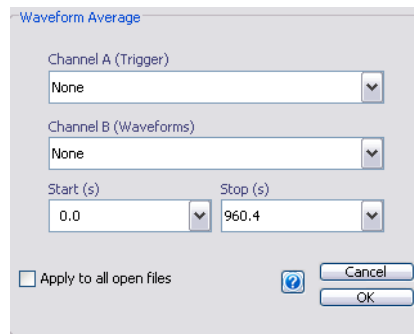 Waveform Average
Channel A (Trigger)
None
Channel B (Waveforms)
None
Start (s) Stop (s)
0.0 960.4
Apply to all open files ? Cancel
OK